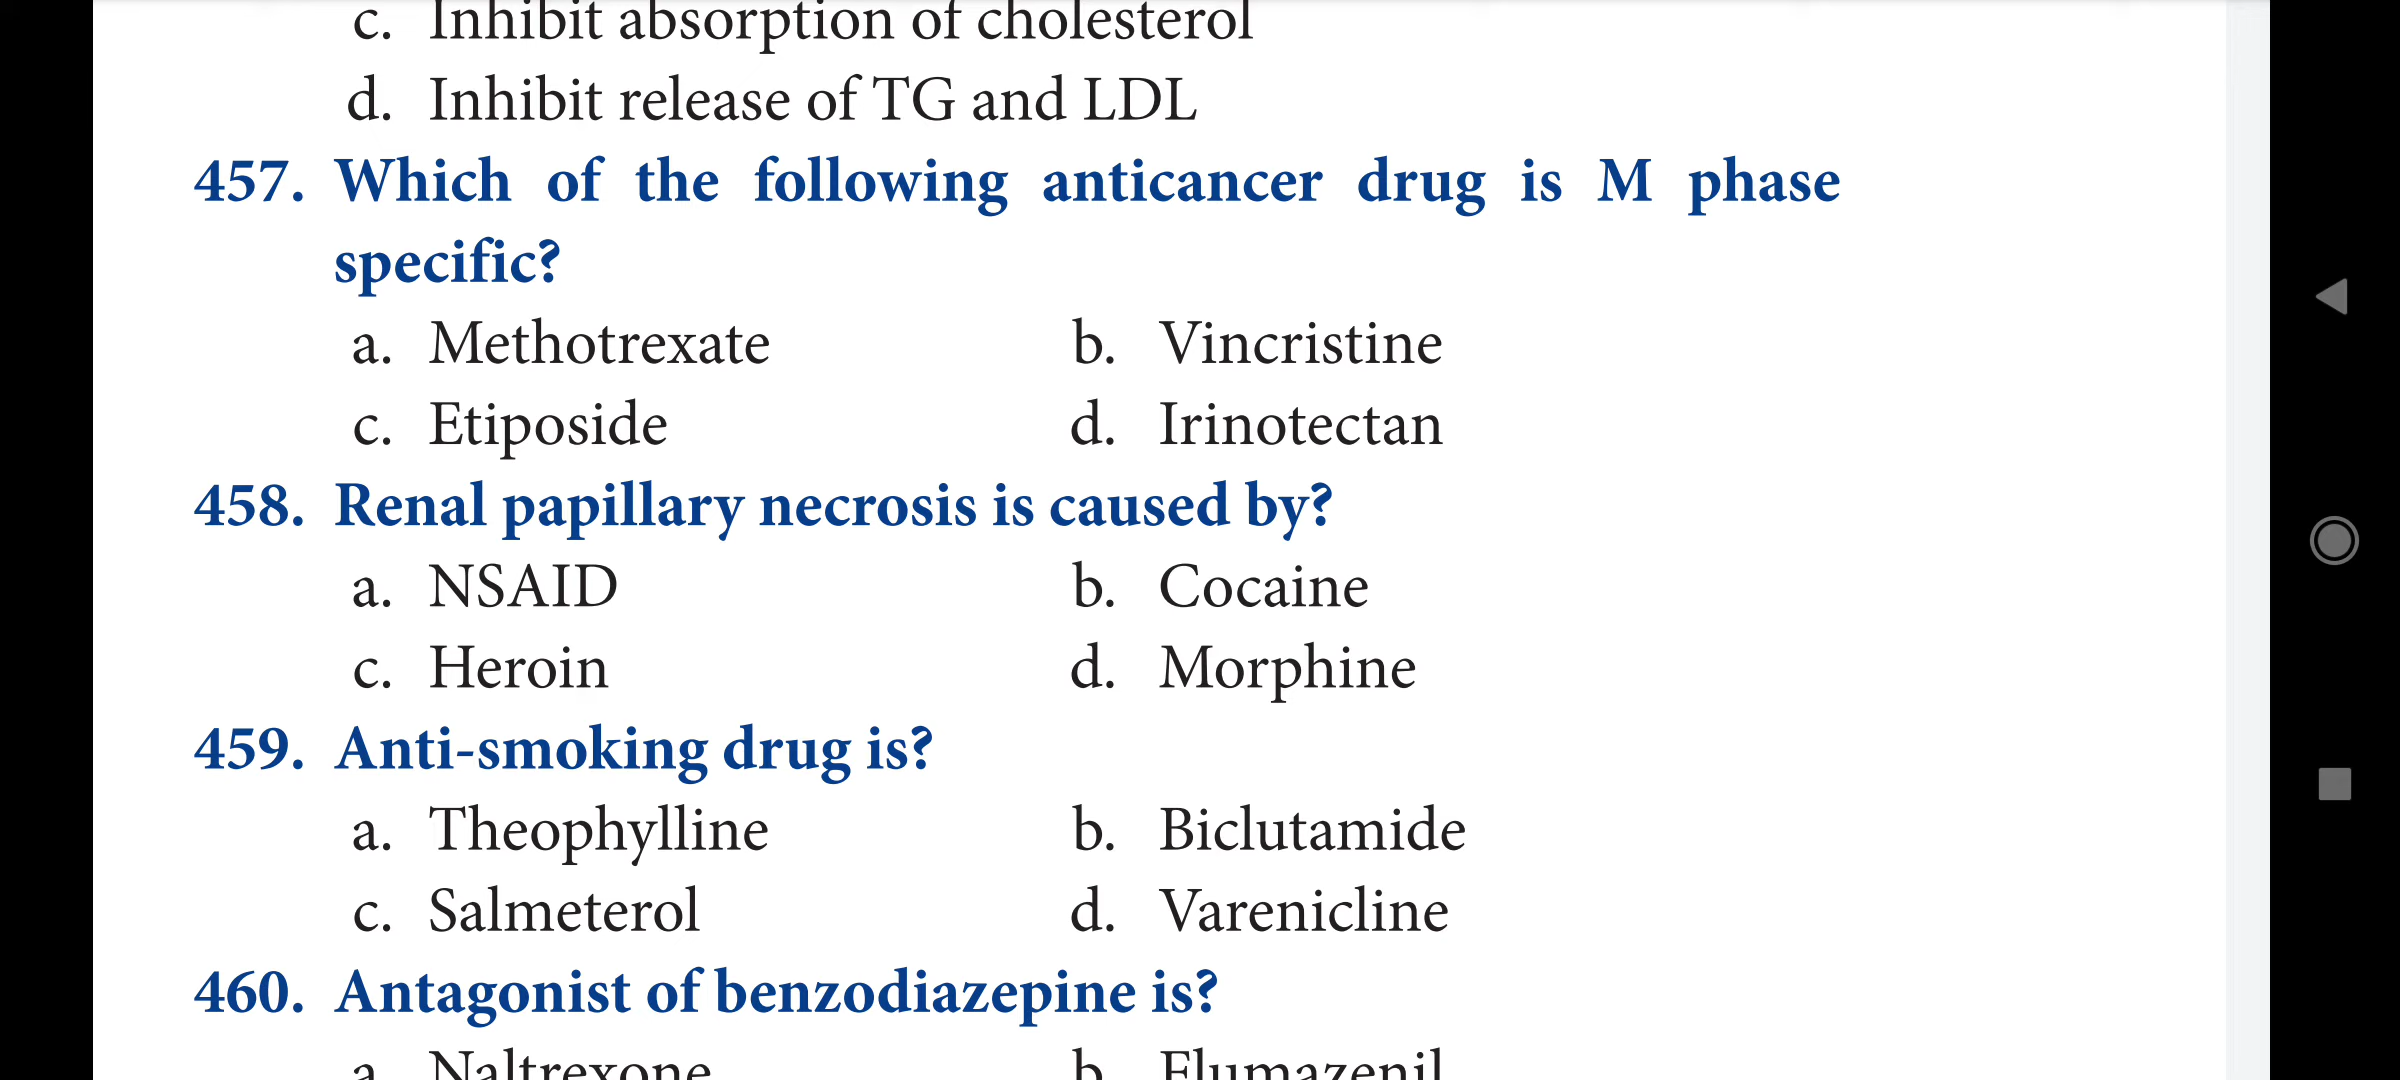 c. Inhibit absorption of cholesterol
d. Inhibit release of TG and LDL
457. Which of the following anticancer drug is M phase
specific?
a. Methotrexate b. Vincristine
c. Etiposide d. Irinotectan
458. Renal papillary necrosis is caused by?
a. NSAID b. Cocaine
c. Heroin d. Morphine
459. Anti-smoking drug is?
a. Theophylline b. Biclutamide
c. Salmeterol d. Varenicline
460. Antagonist of benzodiazepine is?
a. Naltrexone b. Flumazenil